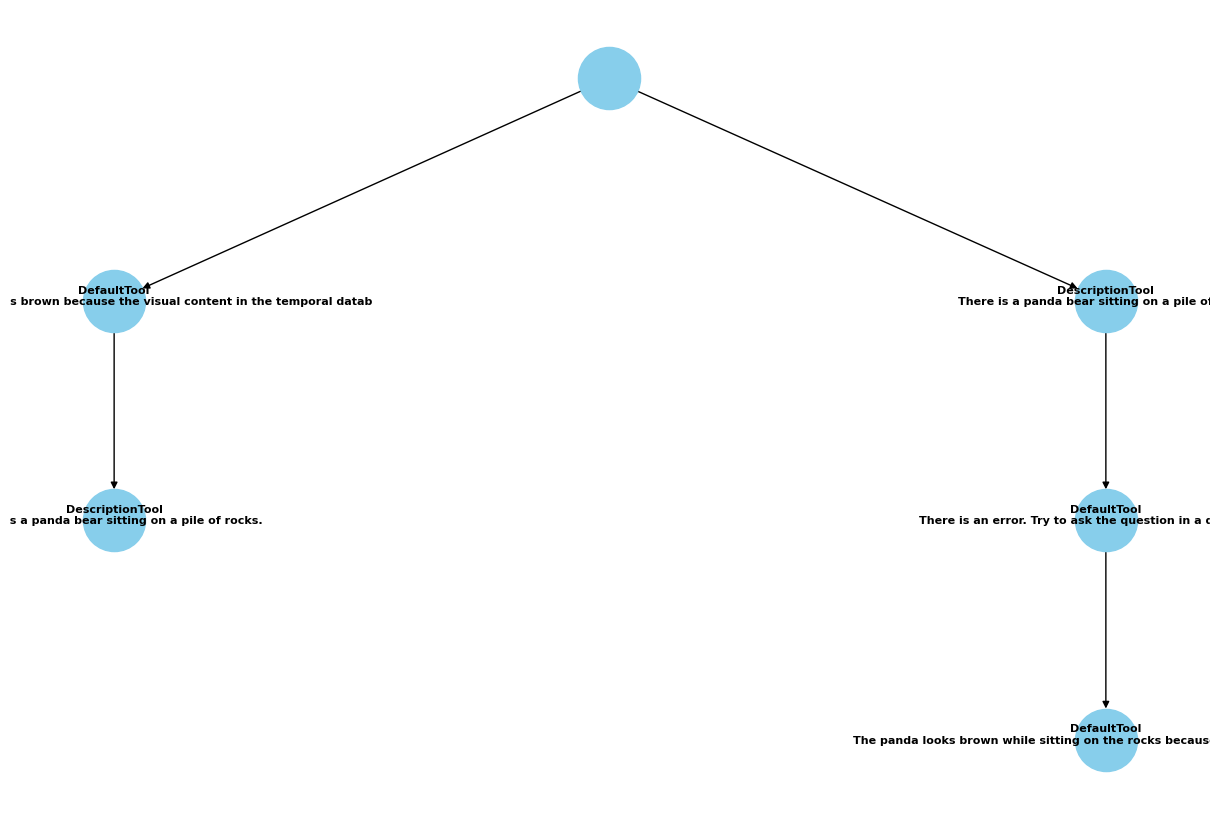 DefaultTool
s brown because the visual content in the temporal datab
DescriptionTool
There is a panda bear sitting on a pile of
DescriptionTool
s a panda bear sitting on a pile of rocks.
DefaultTool
There is an error. Try to ask the question in a
DefaultTool
The panda looks brown while sitting on the rocks becaus